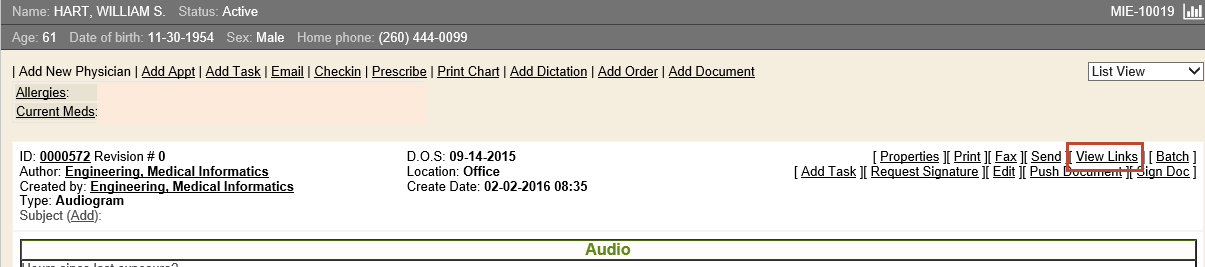 Name: HART, WILLIAM S. Status: Active MIE-10019
Age: 61 Date of birth: 11-30-1954 Sex: Male Home phone: (260) 444-0099
| Add New Physician | Add Appt | Add Task | Email | Checkin | Prescribe | Print Chart | Add Dictation | Add Order | Add Document List View
Allergies:
Current Meds:
ID: 0000572 Revision # 0 D.O.S: 09-14-2015 [ Properties ][ Print ][ Fax ][ Send ][ View Links ] [ Batch ]
Author: Engineering, Medical Informatics Location: Office [ Add Task ][ Request Signature ][ Edit ][ Push Document ][ Sign Doc ]
Created by: Engineering, Medical Informatics Create Date: 02-02-2016 08:35
Type: Audiogram
Subject (Add):
Audio
Hours since last exposure?